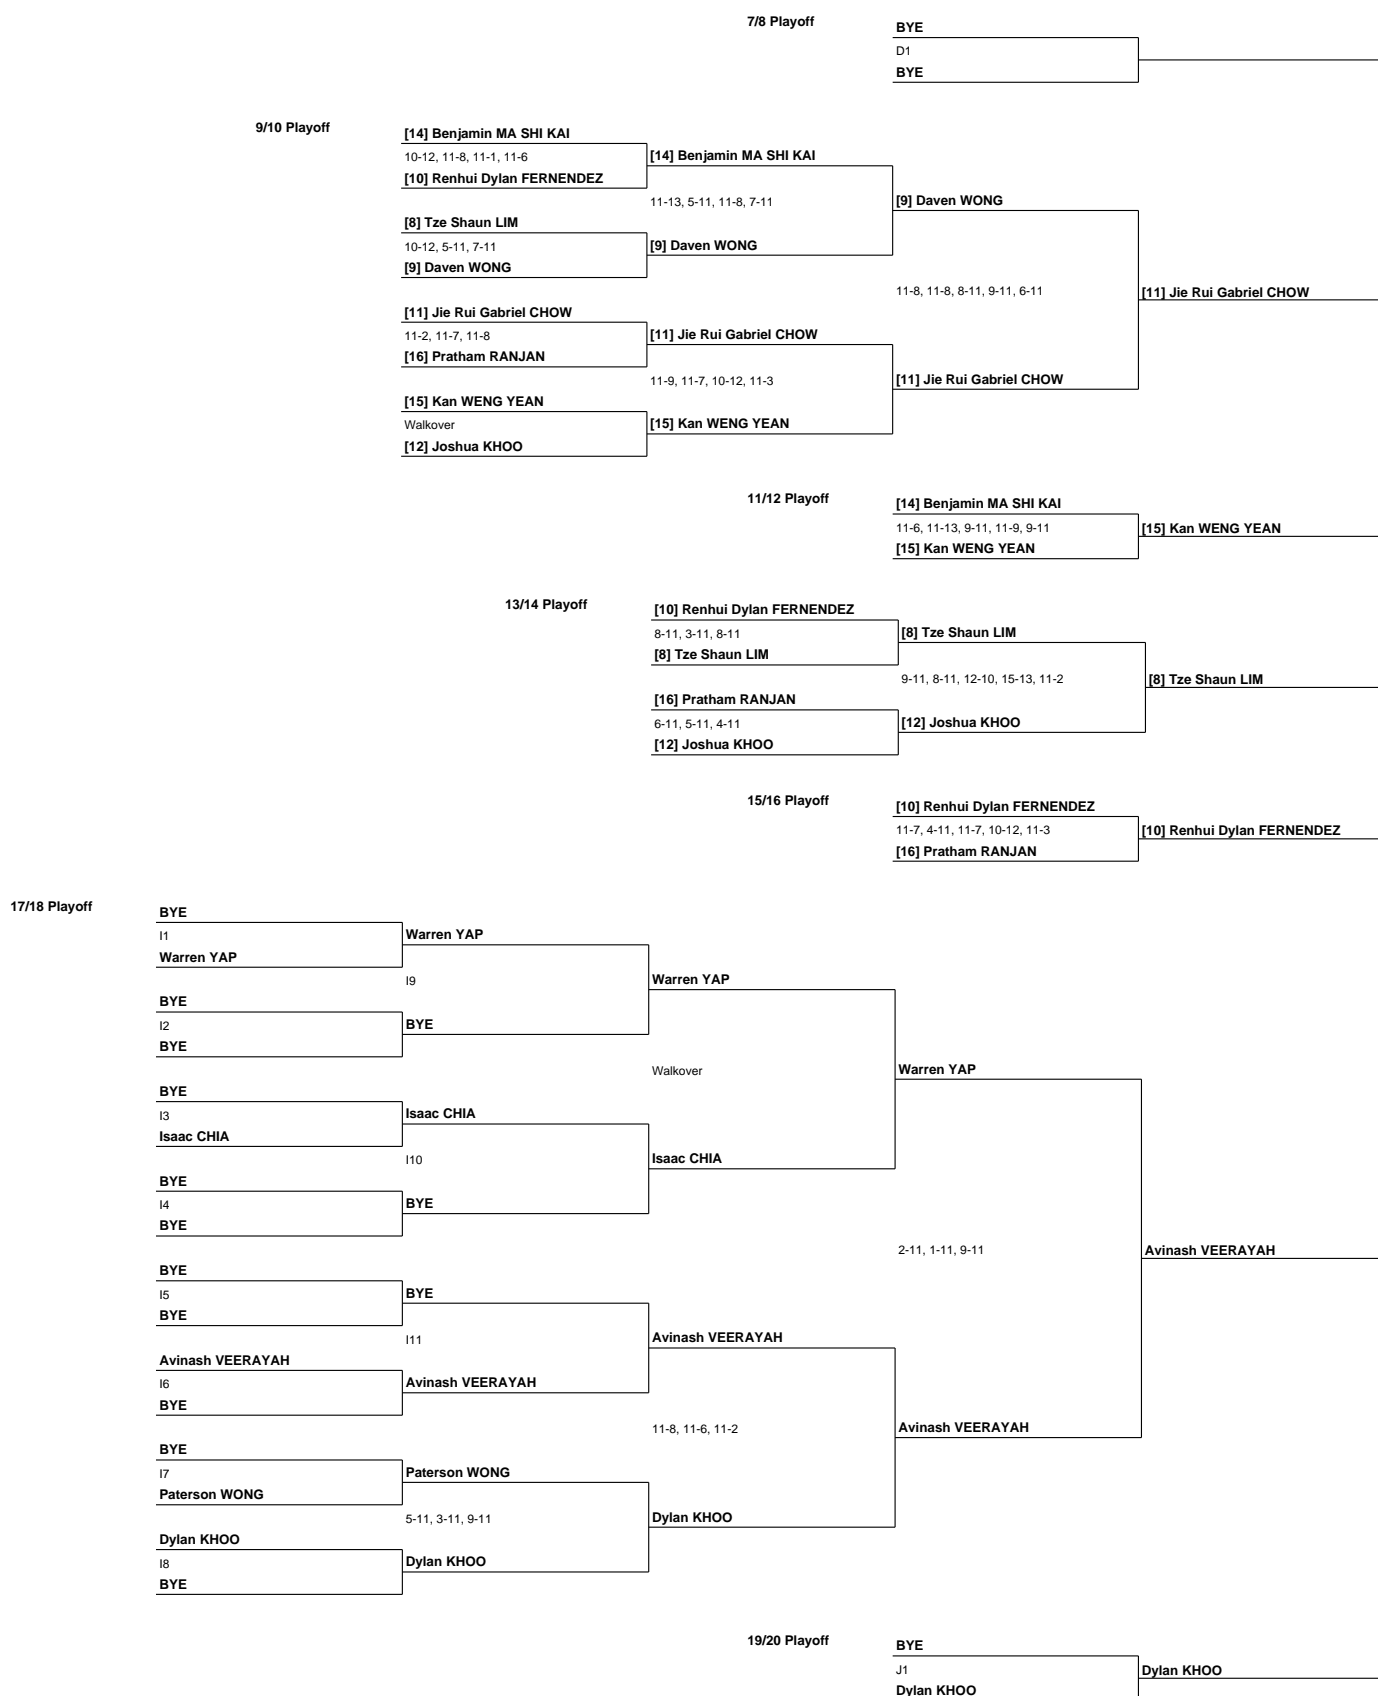 7/8 Playoff
BYE
D1
BYE
9/10 Playoff
[14] Benjamin MA SHI KAI
10-12, 11-8, 11-1, 11-6
[14] Benjamin MA SHI KAI
[10] Renhui Dylan FERNENDEZ
11-13, 5-11, 11-8, 7-11
[9] Daven WONG
[8] Tze Shaun LIM
10-12, 5-11, 7-11
[9] Daven WONG
[9] Daven WONG
11-8, 11-8, 8-11, 9-11, 6-11
[11] Jie Rui Gabriel CHOW
[11] Jie Rui Gabriel CHOW
11-2, 11-7, 11-8
[11] Jie Rui Gabriel CHOW
[16] Pratham RANJAN
11-9, 11-7, 10-12, 11-3
[11] Jie Rui Gabriel CHOW
[15] Kan WENG YEAN
Walkover
[15] Kan WENG YEAN
[12] Joshua KHOO
11/12 Playoff
[14] Benjamin MA SHI KAI
11-6, 11-13, 9-11, 11-9, 9-11
[15] Kan WENG YEAN
[15] Kan WENG YEAN
13/14 Playoff
[10] Renhui Dylan FERNENDEZ
8-11, 3-11, 8-11
[8] Tze Shaun LIM
[8] Tze Shaun LIM
9-11, 8-11, 12-10, 15-13, 11-2
[8] Tze Shaun LIM
[16] Pratham RANJAN
6-11, 5-11, 4-11
[12] Joshua KHOO
[12] Joshua KHOO
15/16 Playoff
[10] Renhui Dylan FERNENDEZ
11-7, 4-11, 11-7, 10-12, 11-3
[10] Renhui Dylan FERNENDEZ
[16] Pratham RANJAN
17/18 Playoff
BYE
I1
Warren YAP
Warren YAP
I9
Warren YAP
BYE
I2
BYE
BYE
Walkover
Warren YAP
BYE
I3
Isaac CHIA
Isaac CHIA
I10
Isaac CHIA
BYE
I4
BYE
BYE
2-11, 1-11, 9-11
Avinash VEERAYAH
BYE
I5
BYE
BYE
I11
Avinash VEERAYAH
Avinash VEERAYAH
I6
Avinash VEERAYAH
BYE
11-8, 11-6, 11-2
Avinash VEERAYAH
BYE
I7
Paterson WONG
Paterson WONG
5-11, 3-11, 9-11
Dylan KHOO
Dylan KHOO
I8
Dylan KHOO
BYE
19/20 Playoff
BYE
J1
Dylan KHOO
Dylan KHOO